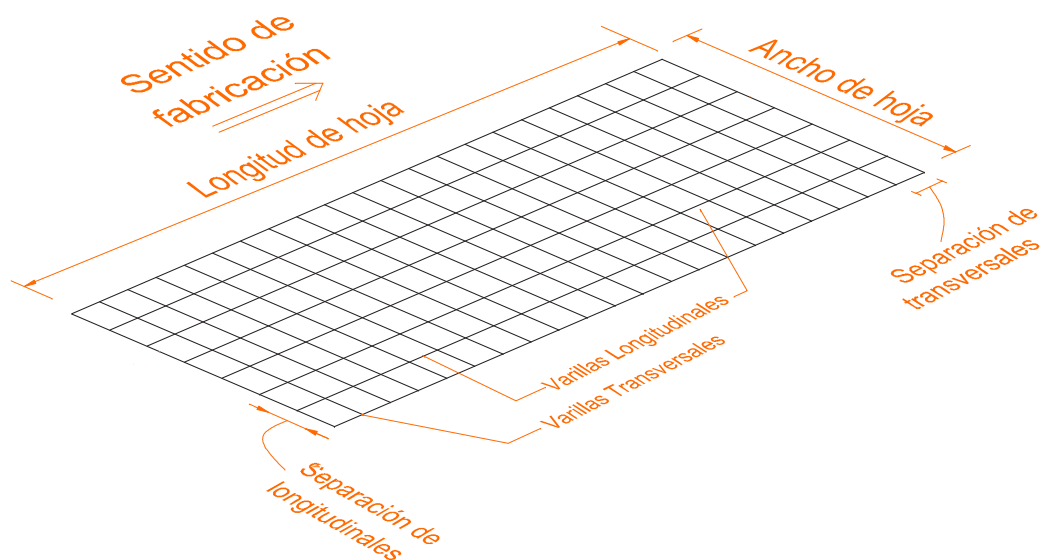 Sentido de
fabricación
Longitud de hoja
Ancho de hoja
Separación de
transversales
Varillas Longitudinales
Varillas Transversales
Separación de
longitudinales